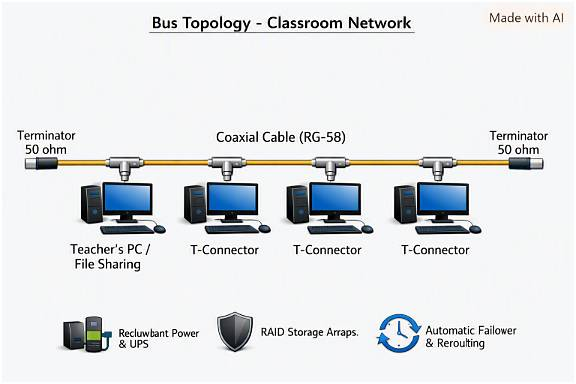 Bus Topology - Classroom Network
Made with AI
Terminator
50 ohm
Coaxial Cable (RG-58)
Terminator
50 ohm
Teacher's PC /
File Sharing
T-Connector
T-Connector
T-Connector
Recluwbant Power
& UPS
RAID Storage Arraps.
Automatic Failower
& Reroulting